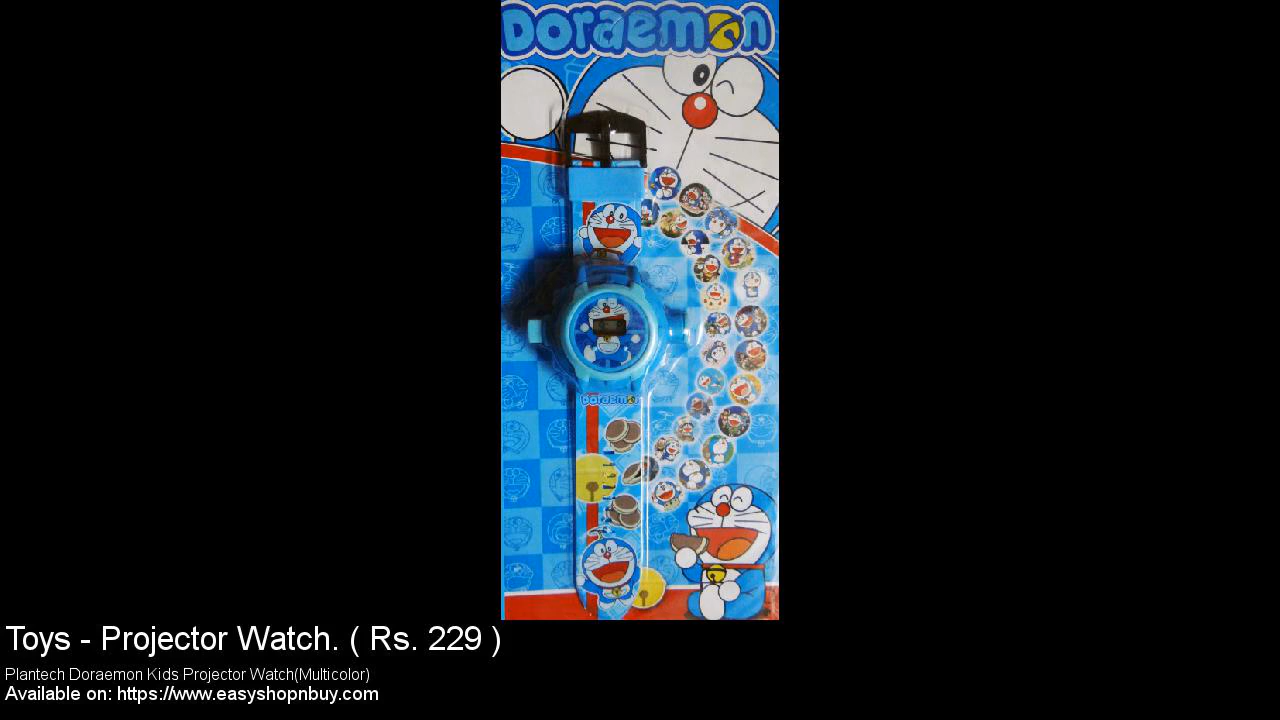 Doraemon
Doraemon
Toys - Projector Watch. ( Rs. 229 )
Plantech Doraemon Kids Projector Watch(Multicolor)
Available on: https://www.easyshopnbuy.com